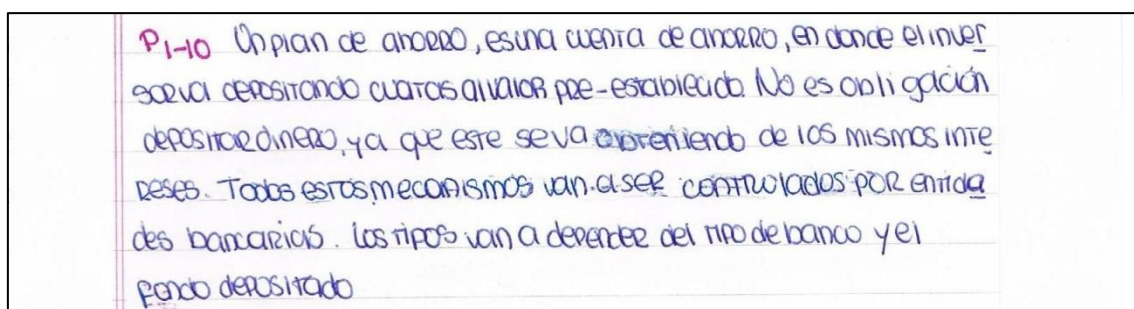 P1-10 Un plan de ahorro, es una cuenta de ahorro, en donde el inver
sor va depositando cuotas al valor pre-establecido. No es obligación
depositar dinero, ya que este se va obteniendo de los mismos inte
reses. Todos estos mecanismos van a ser controlados por entida
des bancarias. Los tipos van a depender del tipo de banco y el
fondo depositado